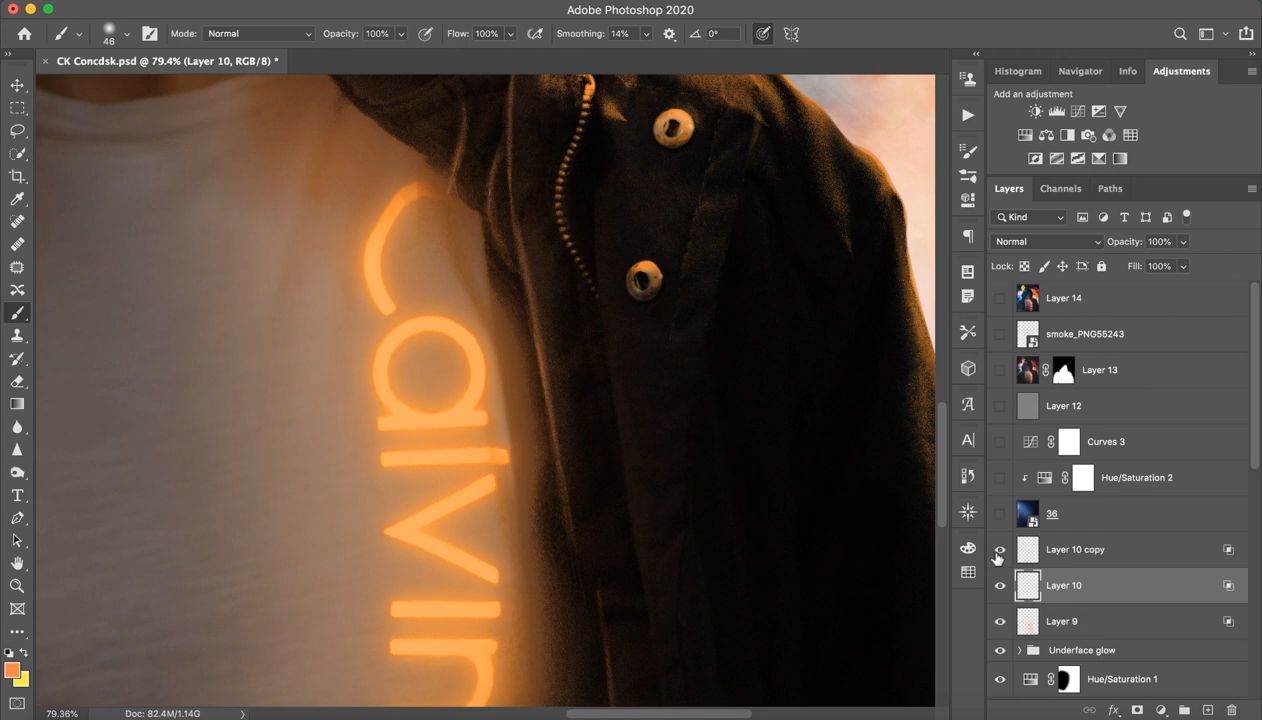 Adobe Photoshop 2020
46
Mode: Normal
Opacity: 100%
Flow: 100%
Smoothing: 14%
0°
CK Concdsk.psd @ 79.4% (Layer 10, RGB/8) *
Calvin
79.36%
Doc: 82.4M/1.14G
Histogram
Navigator
Info
Adjustments
Add an adjustment
Layers
Channels
Paths
Kind
Normal
Opacity: 100%
Lock:
Fill: 100%
Layer 14
smoke_PNG55243
Layer 13
Layer 12
Curves 3
Hue/Saturation 2
36
Layer 10 copy
Layer 10
Layer 9
Underface glow
Hue/Saturation 1
fx